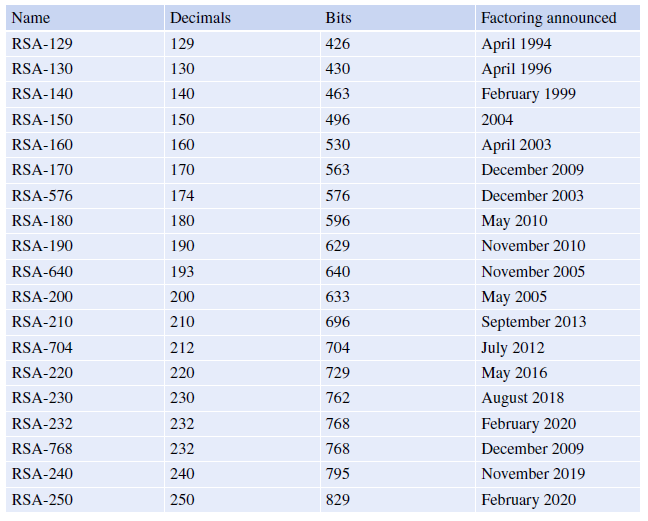 Name Decimals Bits Factoring announced
RSA-129 129 426 April 1994
RSA-130 130 430 April 1996
RSA-140 140 463 February 1999
RSA-150 150 496 2004
RSA-160 160 530 April 2003
RSA-170 170 563 December 2009
RSA-576 174 576 December 2003
RSA-180 180 596 May 2010
RSA-190 190 629 November 2010
RSA-640 193 640 November 2005
RSA-200 200 633 May 2005
RSA-210 210 696 September 2013
RSA-704 212 704 July 2012
RSA-220 220 729 May 2016
RSA-230 230 762 August 2018
RSA-232 232 768 February 2020
RSA-768 232 768 December 2009
RSA-240 240 795 November 2019
RSA-250 250 829 February 2020